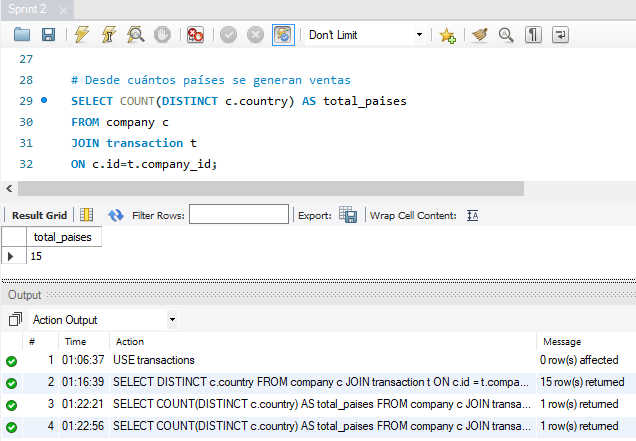 Sprint 2
Don't Limit
27
28 # Desde cuántos países se generan ventas
29 SELECT COUNT(DISTINCT c.country) AS total_paises
30 FROM company c
31 JOIN transaction t
32 ON c.id=t.company_id;
Result Grid Filter Rows: Export: Wrap Cell Content:
total_paises
15
Output
Action Output
# Time Action Message
1 01:06:37 USE transactions 0 row(s) affected
2 01:16:39 SELECT DISTINCT c.country FROM company c JOIN transaction t ON c.id = t.compa... 15 row(s) returned
3 01:22:21 SELECT COUNT(DISTINCT c.country) AS total_paises FROM company c JOIN transa... 1 row(s) returned
4 01:22:56 SELECT COUNT(DISTINCT c.country) AS total_paises FROM company c JOIN transa... 1 row(s) returned